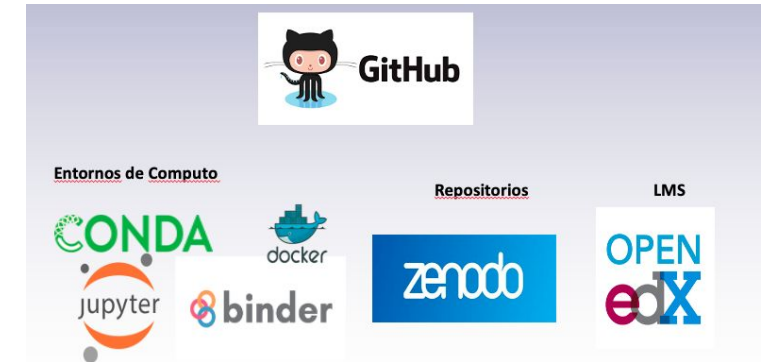 GitHub
Entornos de Computo
Repositorios
LMS
CONDA
docker
jupyter
binder
zenodo
OPEN
edX